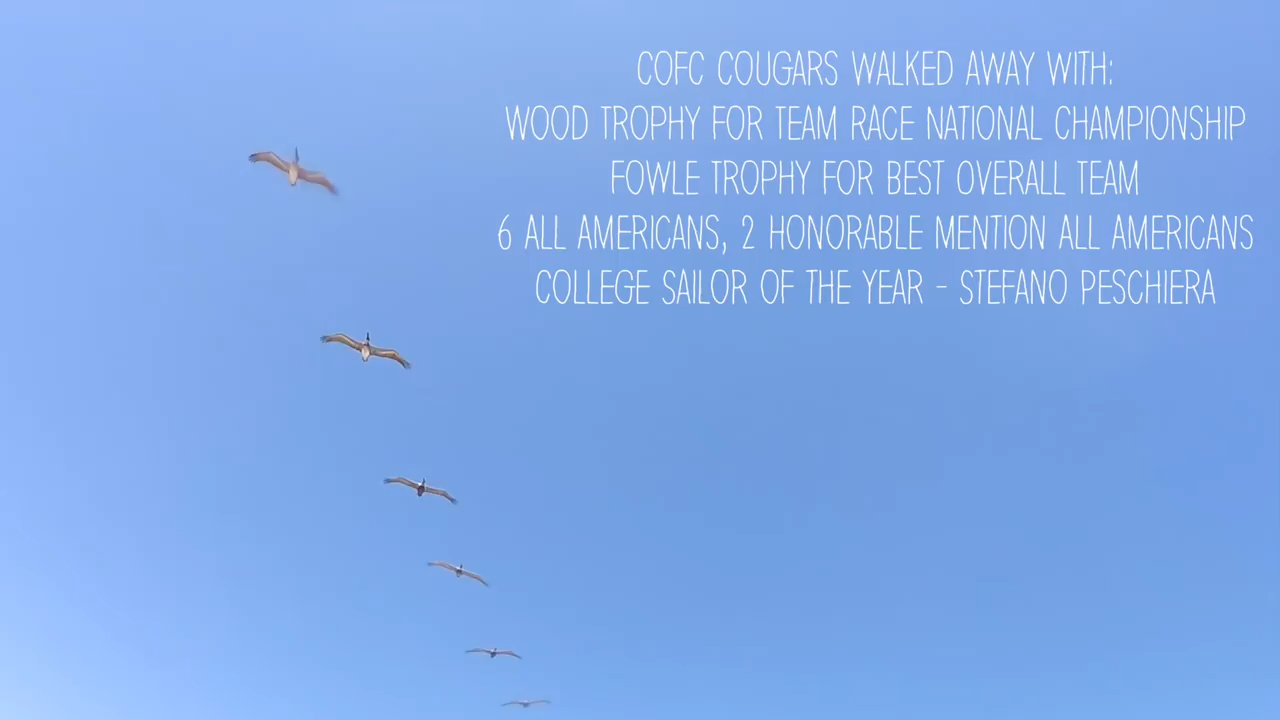 COFC COUGARS WALKED AWAY WITH:
WOOD TROPHY FOR TEAM RACE NATIONAL CHAMPIONSHIP
FOWLE TROPHY FOR BEST OVERALL TEAM
6 ALL AMERICANS, 2 HONORABLE MENTION ALL AMERICANS
COLLEGE SAILOR OF THE YEAR - STEFANO PESCHIERA